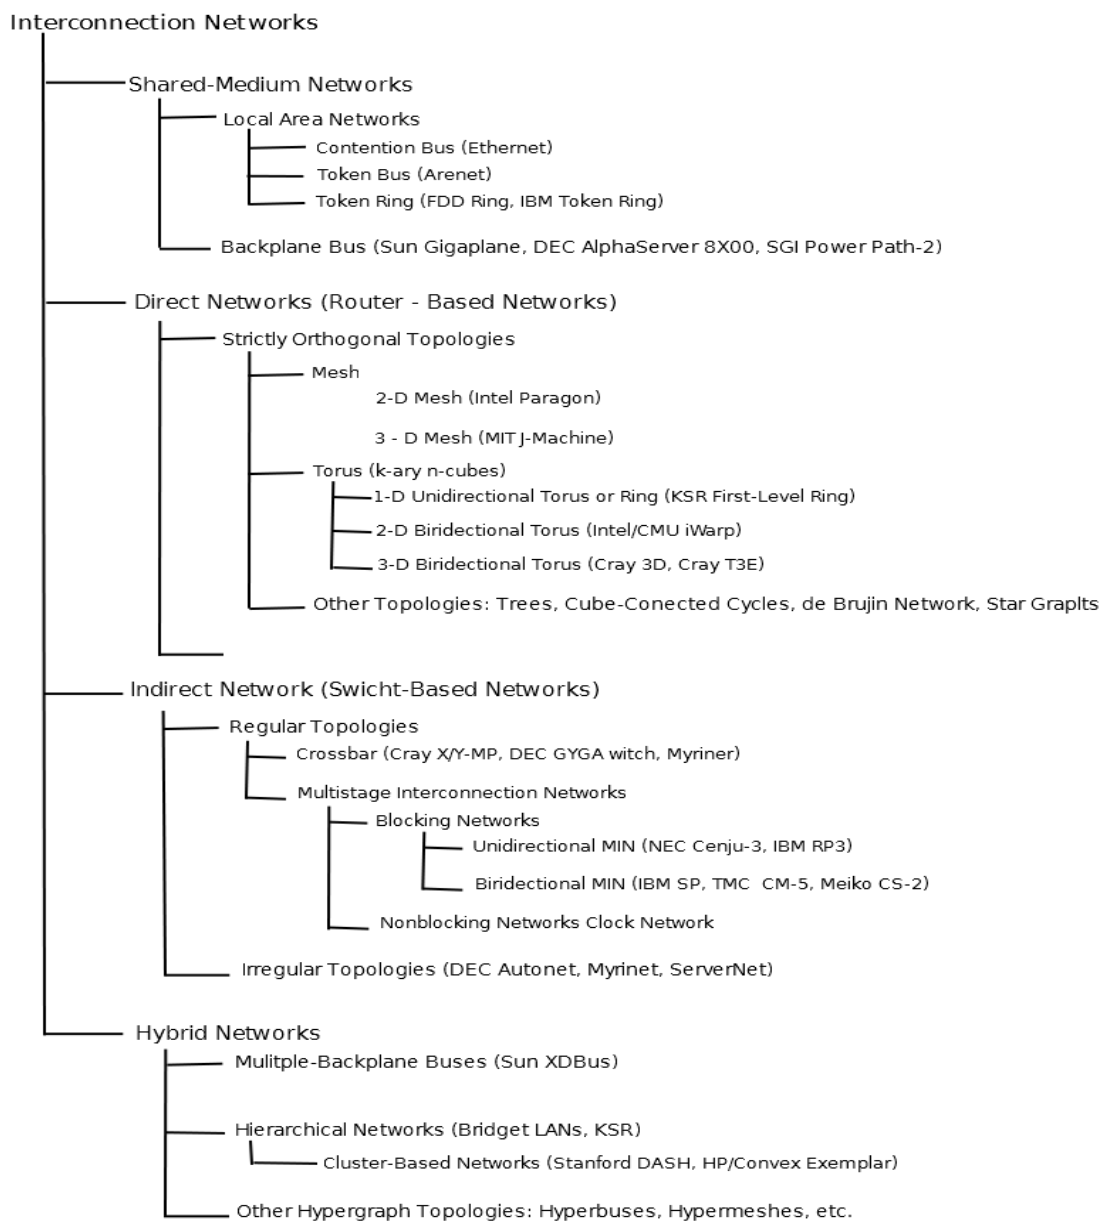 Interconnection Networks
Shared-Medium Networks
Local Area Networks
Contention Bus (Ethernet)
Token Bus (Arenet)
Token Ring (FDD Ring, IBM Token Ring)
Backplane Bus (Sun Gigaplane, DEC AlphaServer 8X00, SGI Power Path-2)
Direct Networks (Router - Based Networks)
Strictly Orthogonal Topologies
Mesh
2-D Mesh (Intel Paragon)
3 - D Mesh (MIT J-Machine)
Torus (k-ary n-cubes)
1-D Unidirectional Torus or Ring (KSR First-Level Ring)
2-D Biridectional Torus (Intel/CMU iWarp)
3-D Biridectional Torus (Cray 3D, Cray T3E)
Other Topologies: Trees, Cube-Conected Cycles, de Brujin Network, Star Graplts
Indirect Network (Swicht-Based Networks)
Regular Topologies
Crossbar (Cray X/Y-MP, DEC GYGA witch, Myriner)
Multistage Interconnection Networks
Blocking Networks
Unidirectional MIN (NEC Cenju-3, IBM RP3)
Biridectional MIN (IBM SP, TMC CM-5, Meiko CS-2)
Nonblocking Networks Clock Network
Irregular Topologies (DEC Autonet, Myrinet, ServerNet)
Hybrid Networks
Mulitple-Backplane Buses (Sun XDBus)
Hierarchical Networks (Bridget LANs, KSR)
Cluster-Based Networks (Stanford DASH, HP/Convex Exemplar)
Other Hypergraph Topologies: Hyperbuses, Hypermeshes, etc.